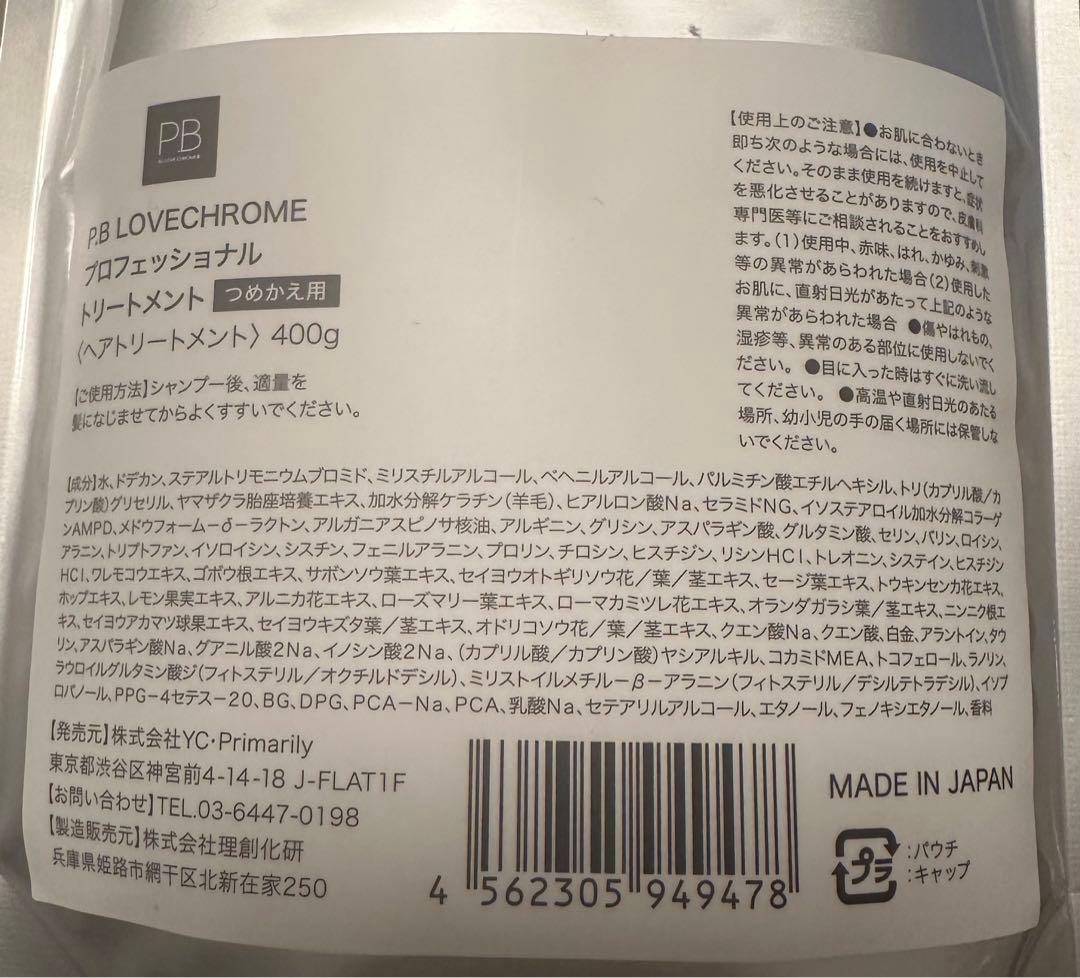 P.B
P.B LOVECHROME
プロフェッショナル
トリートメント つめかえ用
〈ヘアトリートメント〉 400g
【ご使用方法】シャンプー後、適量を
髪になじませてからよくすすいでください。
【使用上のご注意】●お肌に合わないとき
即ち次のような場合には、使用を中止して
ください。そのまま使用を続けますと、症状
を悪化させることがありますので、皮膚科
専門医等にご相談されることをおすすめし
ます。(1)使用中、赤味、はれ、かゆみ、刺激
等の異常があらわれた場合(2)使用した
お肌に、直射日光があたって上記のような
異常があらわれた場合 ●傷やはれもの、
湿疹等、異常のある部位に使用しないでく
ださい。 ●目に入った時はすぐに洗い流し
てください。 ●高温や直射日光のあたる
場所、幼小児の手の届く場所には保管しな
いでください。
【成分】水、ドデカン、ステアルトリモニウムブロミド、ミリスチルアルコール、ベヘニルアルコール、パルミチン酸エチルヘキシル、トリ(カプリル酸/カ
プリン酸)グリセリル、ヤマザクラ胎座培養エキス、加水分解ケラチン(羊毛)、ヒアルロン酸Na、セラミドNG、イソステアロイル加水分解コラーゲ
ンAMPD、メドウフォーム-δ-ラクトン、アルガニアスピノサ核油、アルギニン、グリシン、アスパラギン酸、グルタミン酸、セリン、バリン、ロイシン、
アラニン、トリプトファン、イソロイシン、シスチン、フェニルアラニン、プロリン、チロシン、ヒスチジン、リシンHCl、トレオニン、システイン、ヒスチジン
HCl、ワレモコウエキス、ゴボウ根エキス、サボンソウ葉エキス、セイヨウオトギリソウ花/葉/茎エキス、セージ葉エキス、トウキンセンカ花エキス、
ホップエキス、レモン果実エキス、アルニカ花エキス、ローズマリー葉エキス、ローマカミツレ花エキス、オランダガラシ葉/茎エキス、ニンニク根エ
キス、セイヨウアカマツ球果エキス、セイヨウキズタ葉/茎エキス、オドリコソウ花/葉/茎エキス、クエン酸Na、クエン酸、白金、アラントイン、タウ
リン、アスパラギン酸Na、グアニル酸2Na、イノシン酸2Na、(カプリル酸/カプリン酸)ヤシアルキル、コカミドMEA、トコフェロール、ラノリン、
ラウロイルグルタミン酸ジ(フィトステリル/オクチルドデシル)、ミリストイルメチル-β-アラニン(フィトステリル/デシルテトラデシル)、イソプ
ロパノール、PPG-4セテス-20、BG、DPG、PCA-Na、PCA、乳酸Na、セテアリルアルコール、エタノール、フェノキシエタノール、香料
【発売元】株式会社YC・Primarily
東京都渋谷区神宮前4-14-18 J-FLAT1F
【お問い合わせ】TEL.03-6447-0198
【製造販売元】株式会社理創化研
兵庫県姫路市網干区北新在家250
4 562305 949478
MADE IN JAPAN
プラ
:パウチ
:キャップ